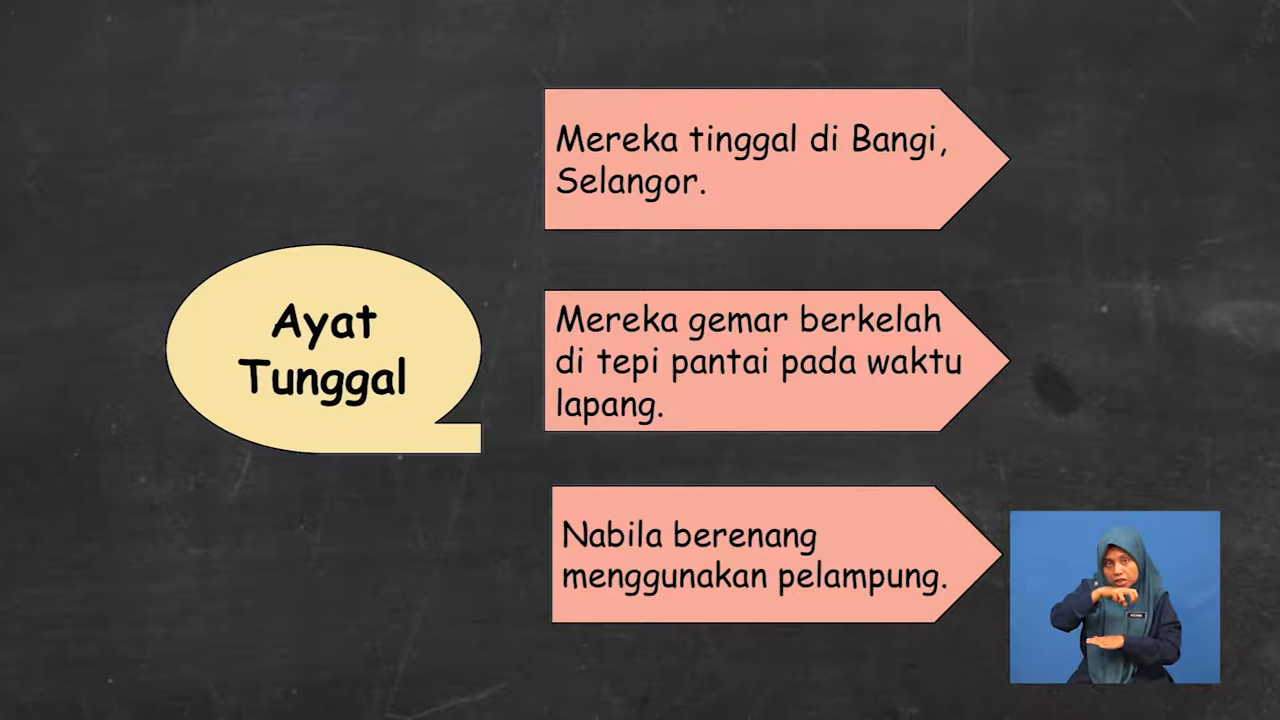 Ayat
Tunggal
Mereka tinggal di Bangi,
Selangor.
Mereka gemar berkelah
di tepi pantai pada waktu
lapang.
Nabila berenang
menggunakan pelampung.